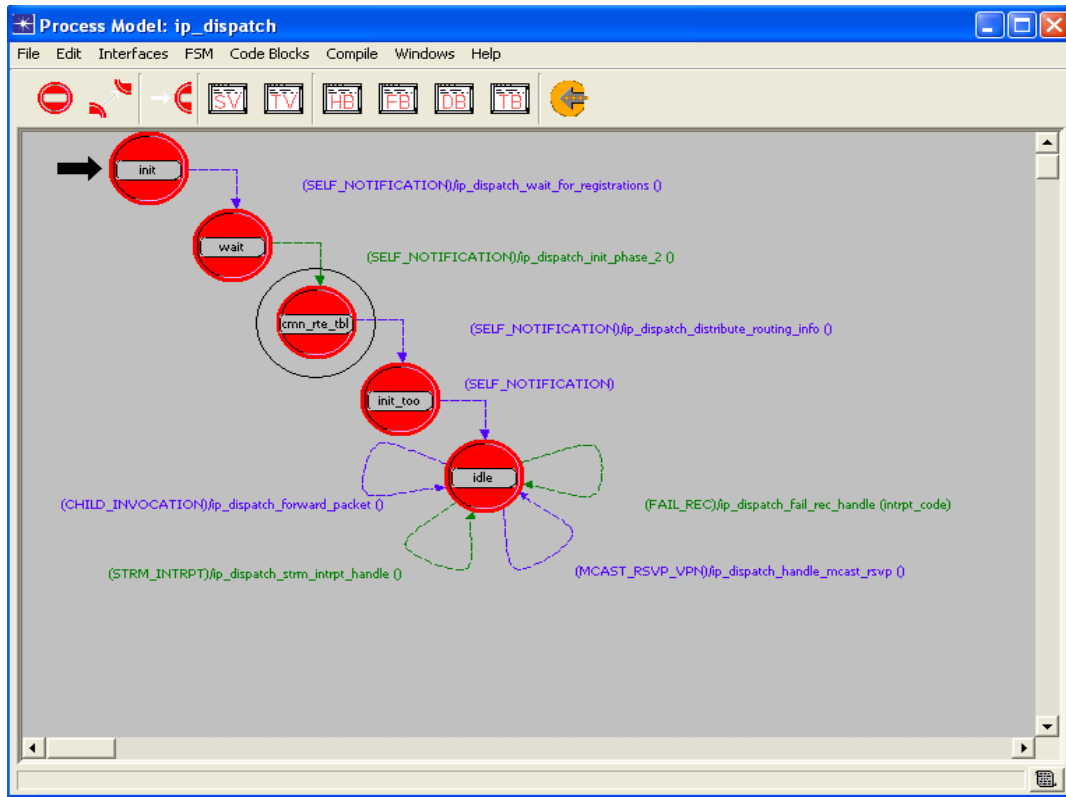 Process Model: ip_dispatch
File Edit Interfaces FSM Code Blocks Compile Windows Help
SV TV HB FB DB TB
init
(SELF_NOTIFICATION)/ip_dispatch_wait_for_registrations ()
wait
(SELF_NOTIFICATION)/ip_dispatch_init_phase_2 ()
cmn_rte_tbl
(SELF_NOTIFICATION)/ip_dispatch_distribute_routing_info ()
init_too
(SELF_NOTIFICATION)
idle
(CHILD_INVOCATION)/ip_dispatch_forward_packet ()
(FAIL_REC)/ip_dispatch_fail_rec_handle (intrpt_code)
(STRM_INTRPT)/ip_dispatch_strm_intrpt_handle ()
(MCAST_RSVP_VPN)/ip_dispatch_handle_mcast_rsvp ()